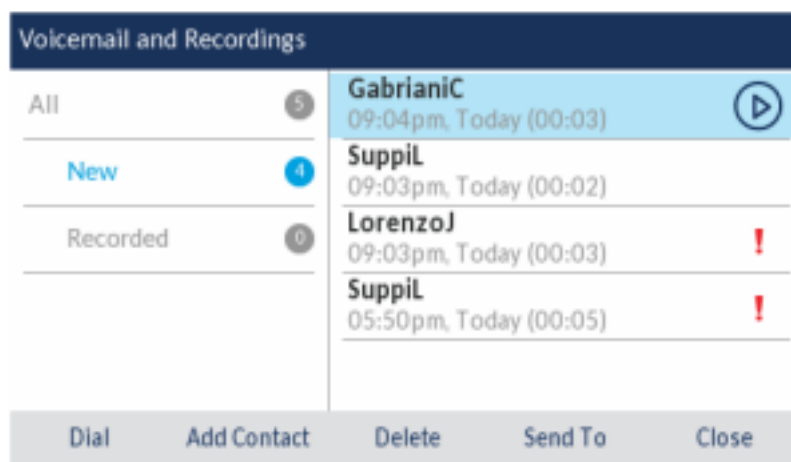 Voicemail and Recordings
All 5
New 4
Recorded 0
GabrianiC
09:04pm, Today (00:03)
SuppiL
09:03pm, Today (00:02)
LorenzoJ
09:03pm, Today (00:03)
!
SuppiL
05:50pm, Today (00:05)
!
Dial Add Contact Delete Send To Close